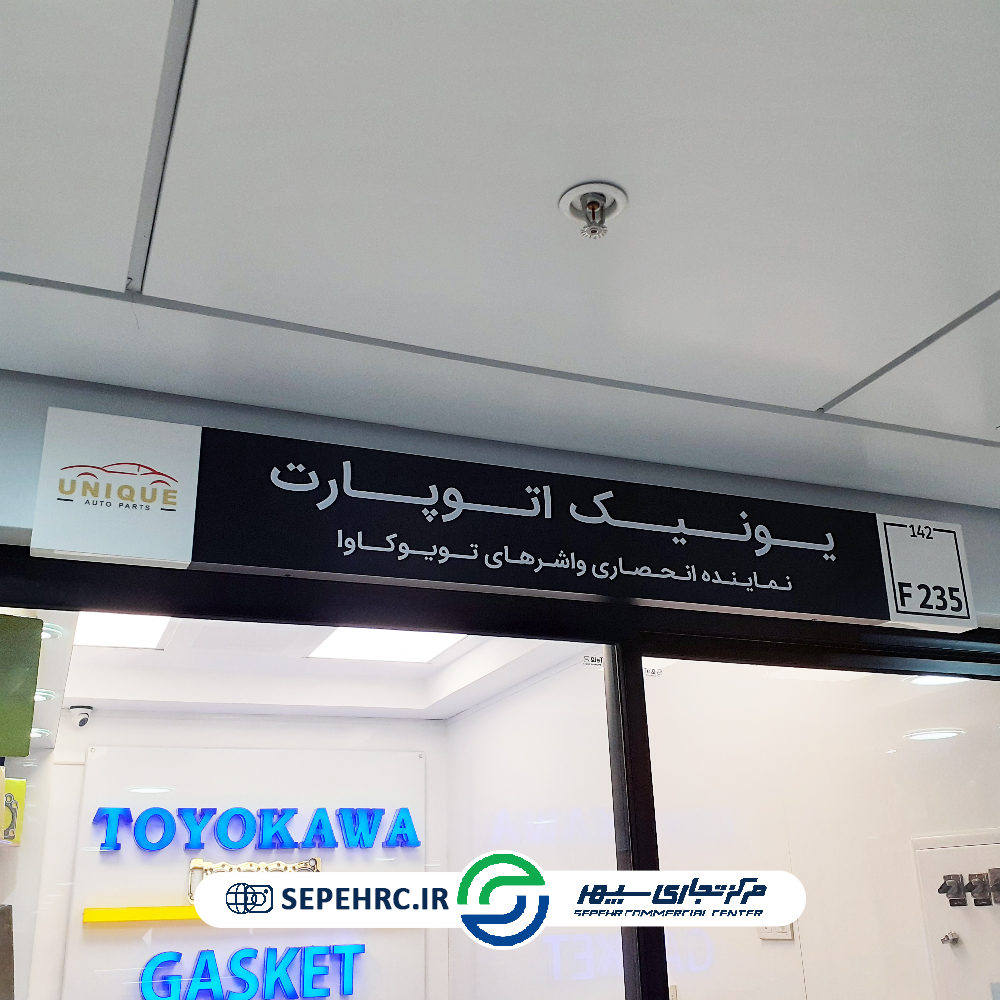 UNIQUE
AUTO PARTS
یونیک اتوپارت
نماینده انحصاری واشرهای تویوکاوا
142
F 235
TOYOKAWA
GASKET
SEPEHRC.IR
مرکز تجاری سپهر
SEPEHR COMMERCIAL CENTER